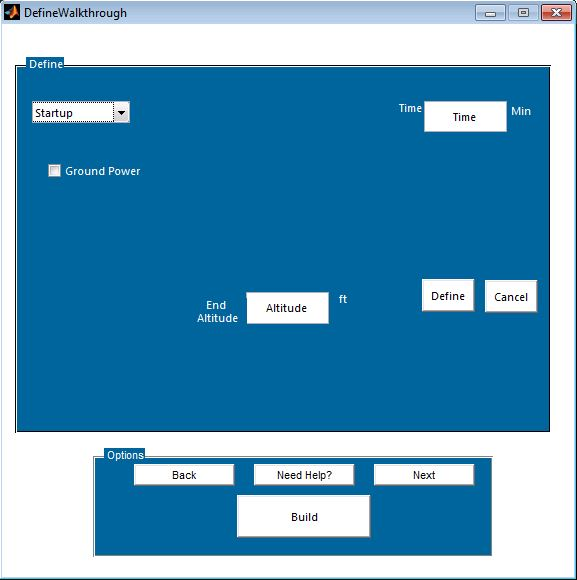 DefineWalkthrough
Define
Startup
Time Time Min
Ground Power
End Altitude Altitude ft
Define Cancel
Options
Back Need Help? Next
Build